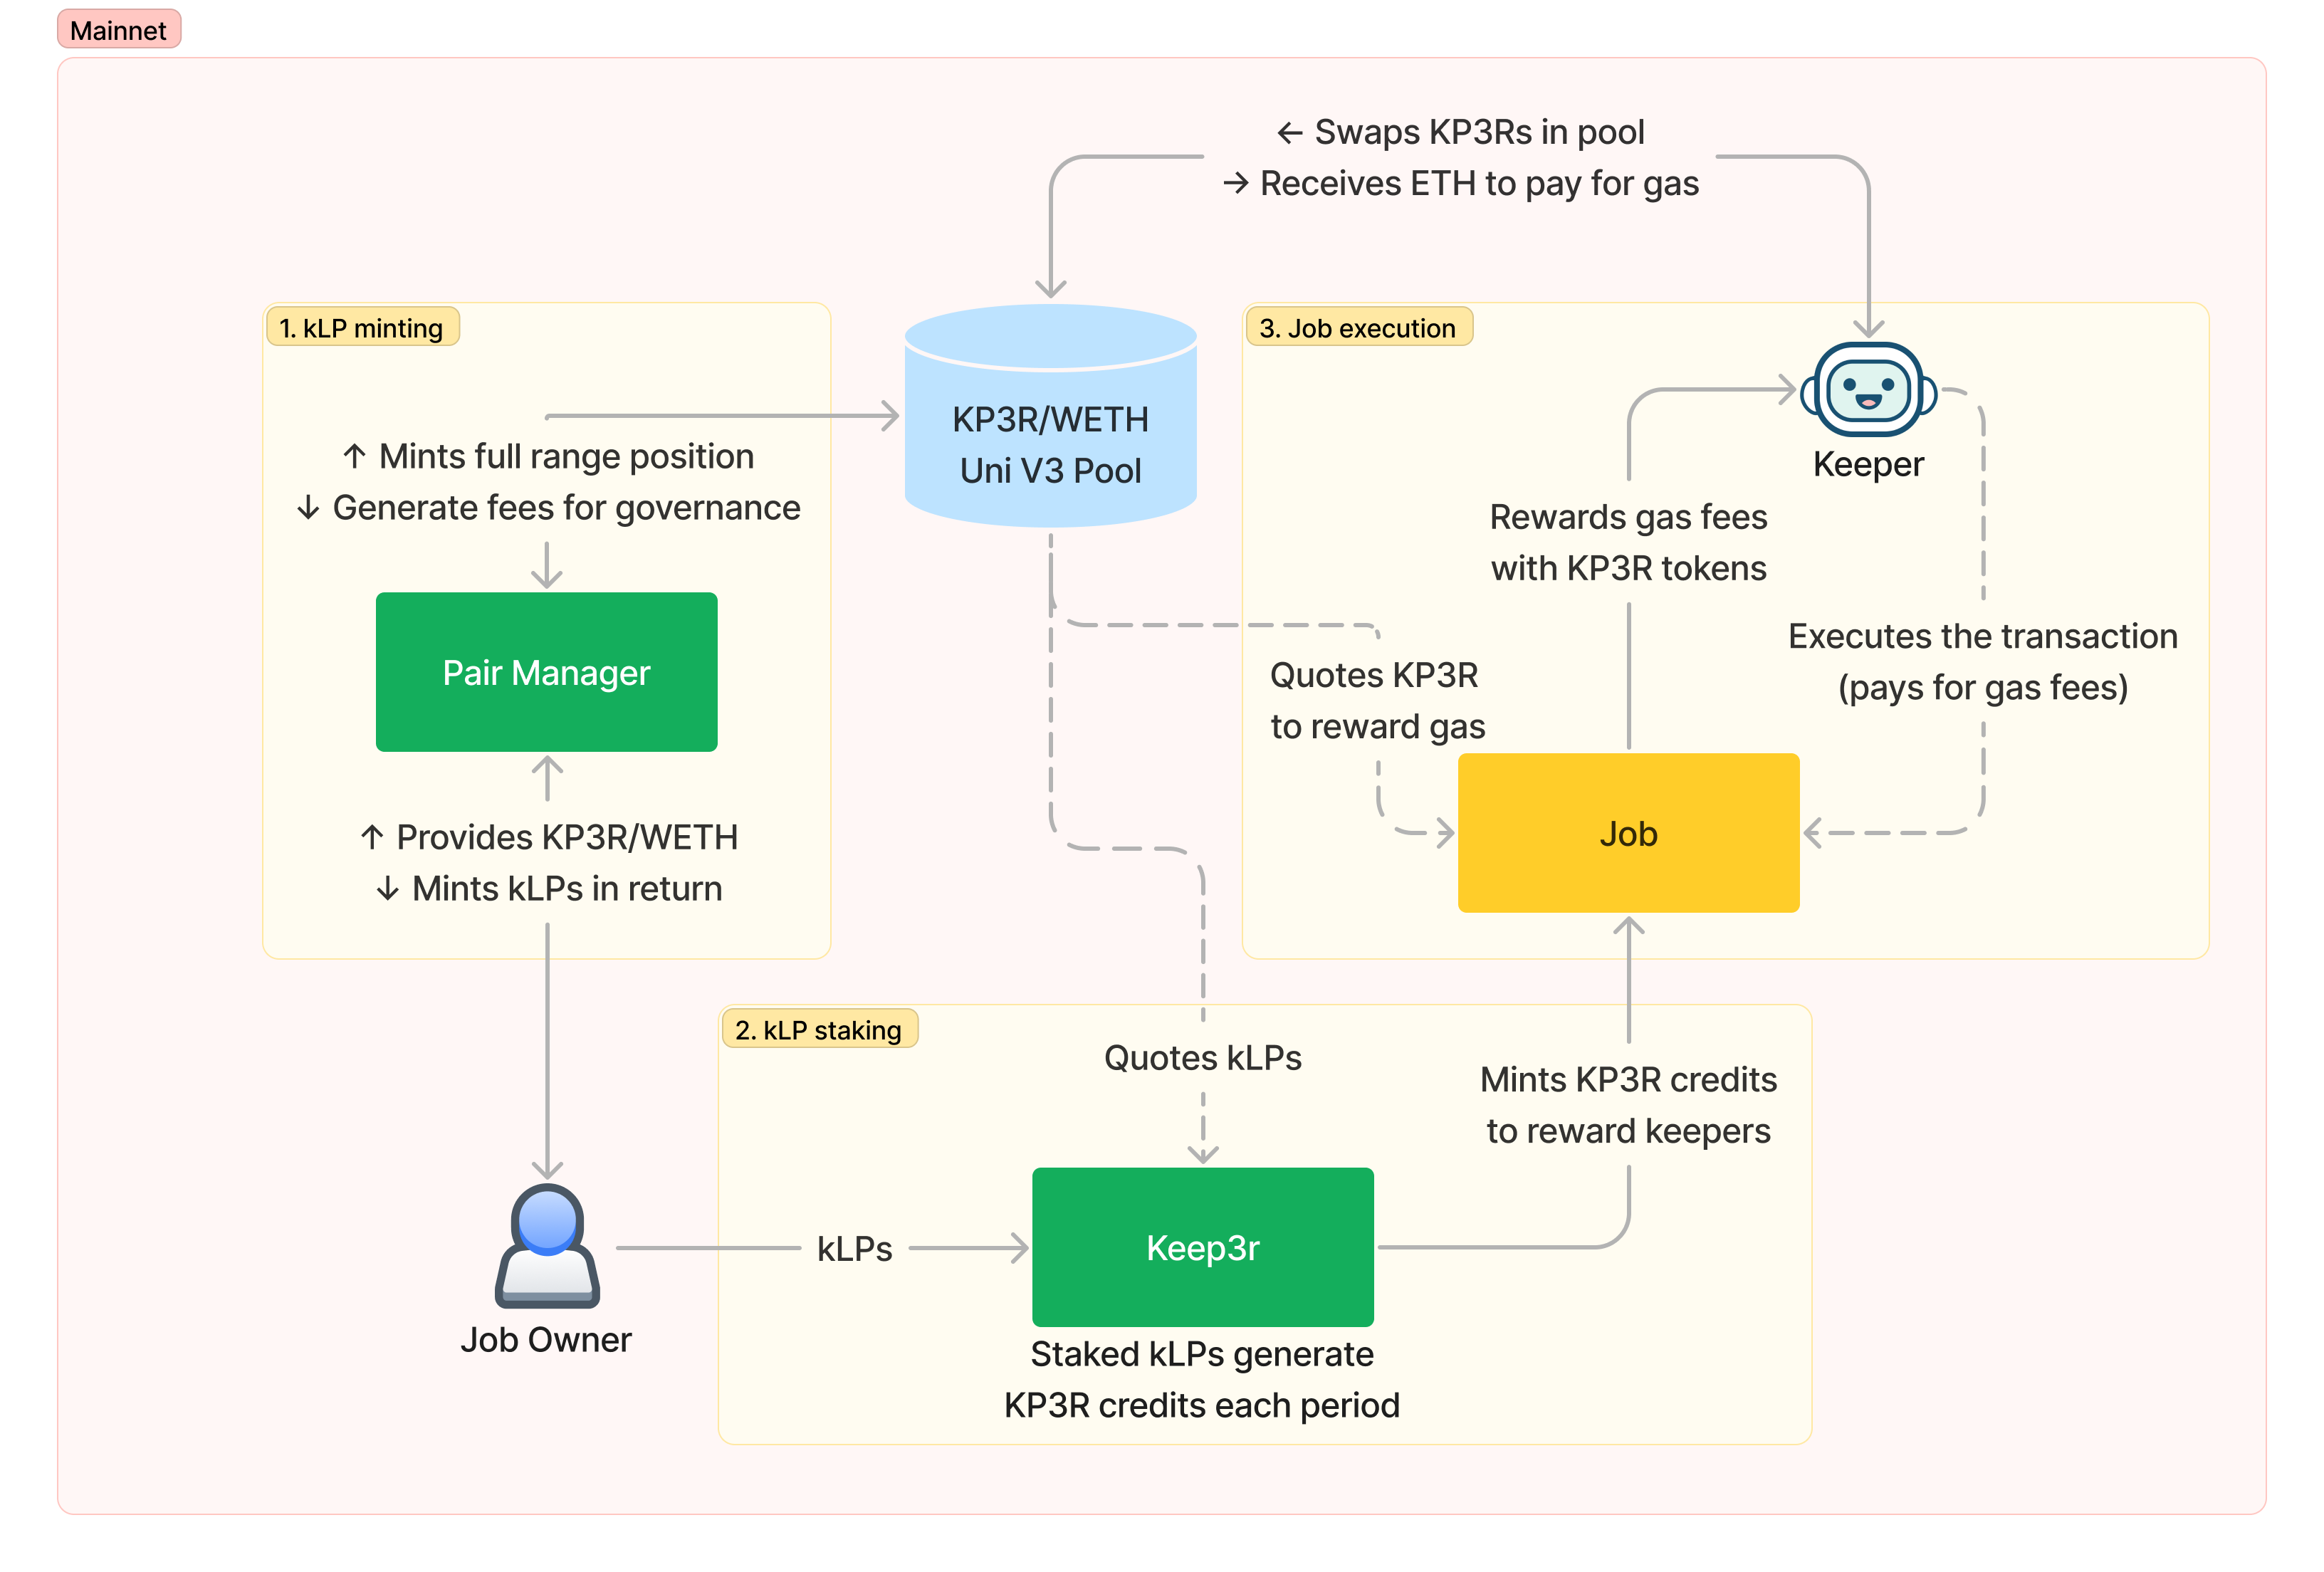 Mainnet
← Swaps KP3Rs in pool
→ Receives ETH to pay for gas
1. kLP minting
↑ Mints full range position
↓ Generate fees for governance
Pair Manager
↑ Provides KP3R/WETH
↓ Mints kLPs in return
KP3R/WETH
Uni V3 Pool
3. Job execution
Keeper
Rewards gas fees
with KP3R tokens
Executes the transaction
(pays for gas fees)
Quotes KP3R
to reward gas
Job
2. kLP staking
Quotes kLPs
Mints KP3R credits
to reward keepers
Job Owner
kLPs
Keep3r
Staked kLPs generate
KP3R credits each period